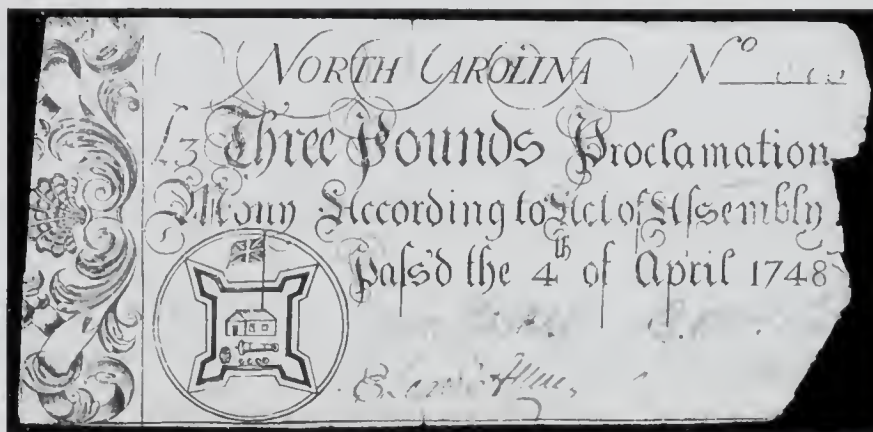 NORTH CAROLINA Nº
£3 Three Pounds Proclamation
Mony According to Act of Aſsembly
paſs'd the 4th of April 1748